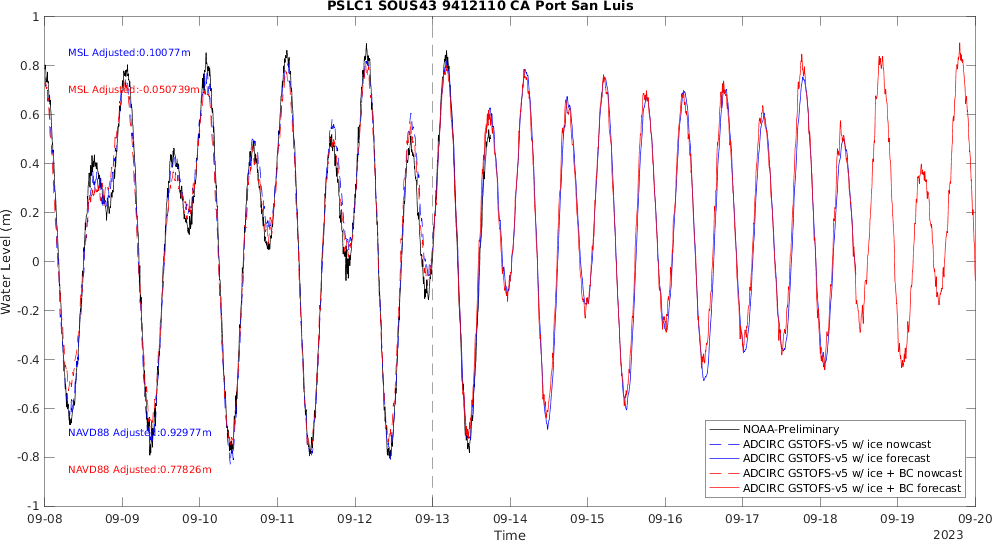 PSLC1 SOUS43 9412110 CA Port San Luis
1
0.8
0.6
0.4
0.2
0
-0.2
-0.4
-0.6
-0.8
-1
Water Level (m)
MSL Adjusted:0.10077m
MSL Adjusted:-0.050739m
NAVD88 Adjusted:0.92977m
NAVD88 Adjusted:0.77826m
NOAA-Preliminary
ADCIRC GSTOFS-v5 w/ ice nowcast
ADCIRC GSTOFS-v5 w/ ice forecast
ADCIRC GSTOFS-v5 w/ ice + BC nowcast
ADCIRC GSTOFS-v5 w/ ice + BC forecast
09-08 09-09 09-10 09-11 09-12 09-13 09-14 09-15 09-16 09-17 09-18 09-19 09-20
Time
2023